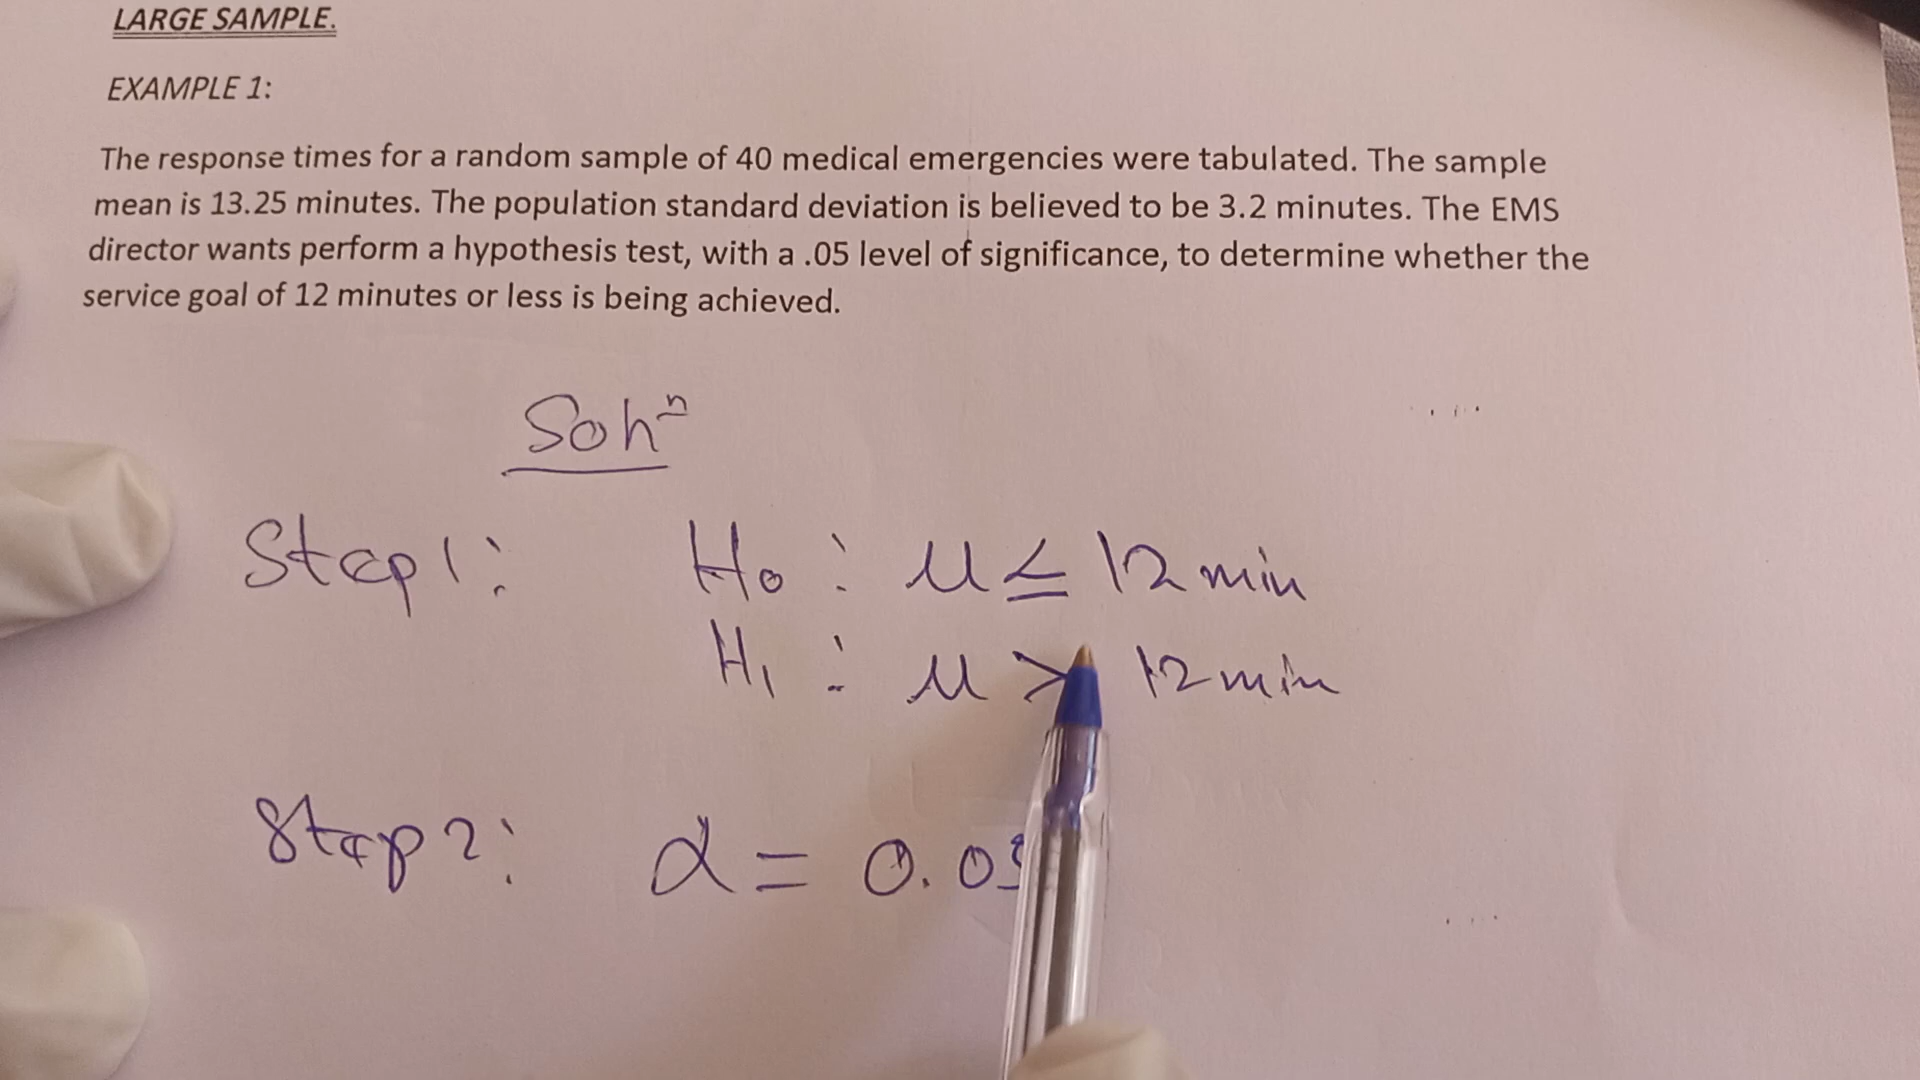 LARGE SAMPLE.
EXAMPLE 1:
The response times for a random sample of 40 medical emergencies were tabulated. The sample
mean is 13.25 minutes. The population standard deviation is believed to be 3.2 minutes. The EMS
director wants perform a hypothesis test, with a .05 level of significance, to determine whether the
service goal of 12 minutes or less is being achieved.
Soln
Step 1: H₀ : μ ≤ 12 min
H₁ : μ > 12 min
Step 2: α = 0.05